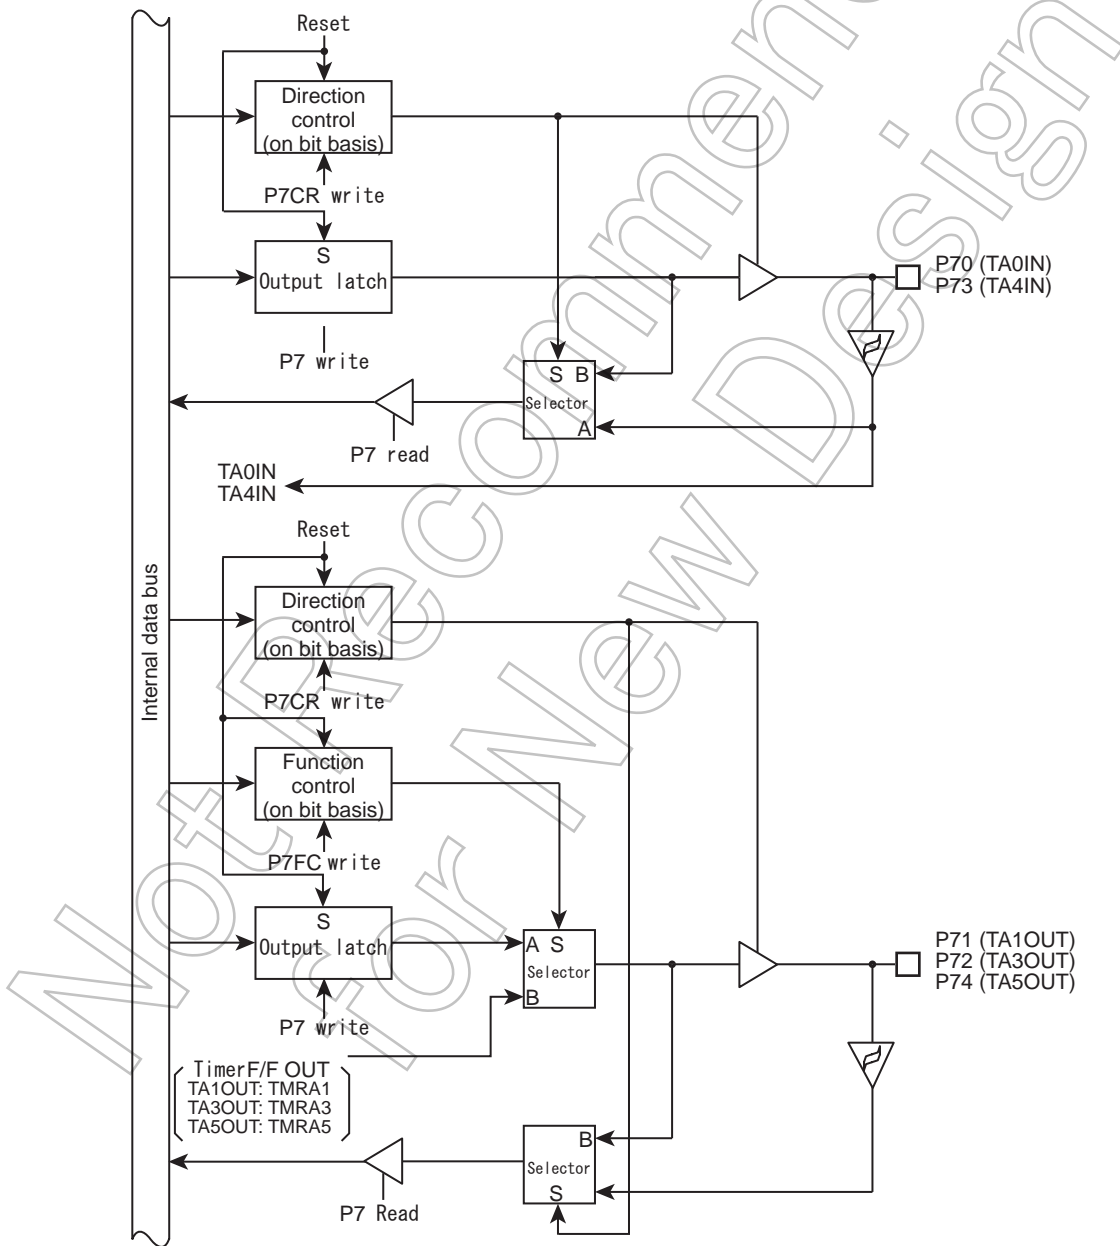 Reset
Direction
control
(on bit basis)
P7CR write
S
Output latch
P7 write
P70 (TA0IN)
P73 (TA4IN)
S B
Selector
A
P7 read
TA0IN
TA4IN
Internal data bus
Reset
Direction
control
(on bit basis)
P7CR write
Function
control
(on bit basis)
P7FC write
S
Output latch
P7 write
A S
Selector
B
P71 (TA1OUT)
P72 (TA3OUT)
P74 (TA5OUT)
TimerF/F OUT
TA1OUT: TMRA1
TA3OUT: TMRA3
TA5OUT: TMRA5
B
Selector
S
P7 Read
Not Recommen
for New Design